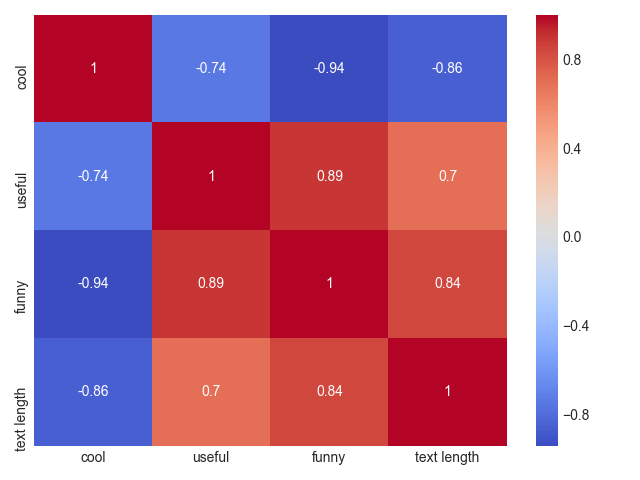 cool 1 -0.74 -0.94 -0.86
useful -0.74 1 0.89 0.7
funny -0.94 0.89 1 0.84
text length -0.86 0.7 0.84 1
cool useful funny text length
0.8
0.4
0.0
−0.4
−0.8